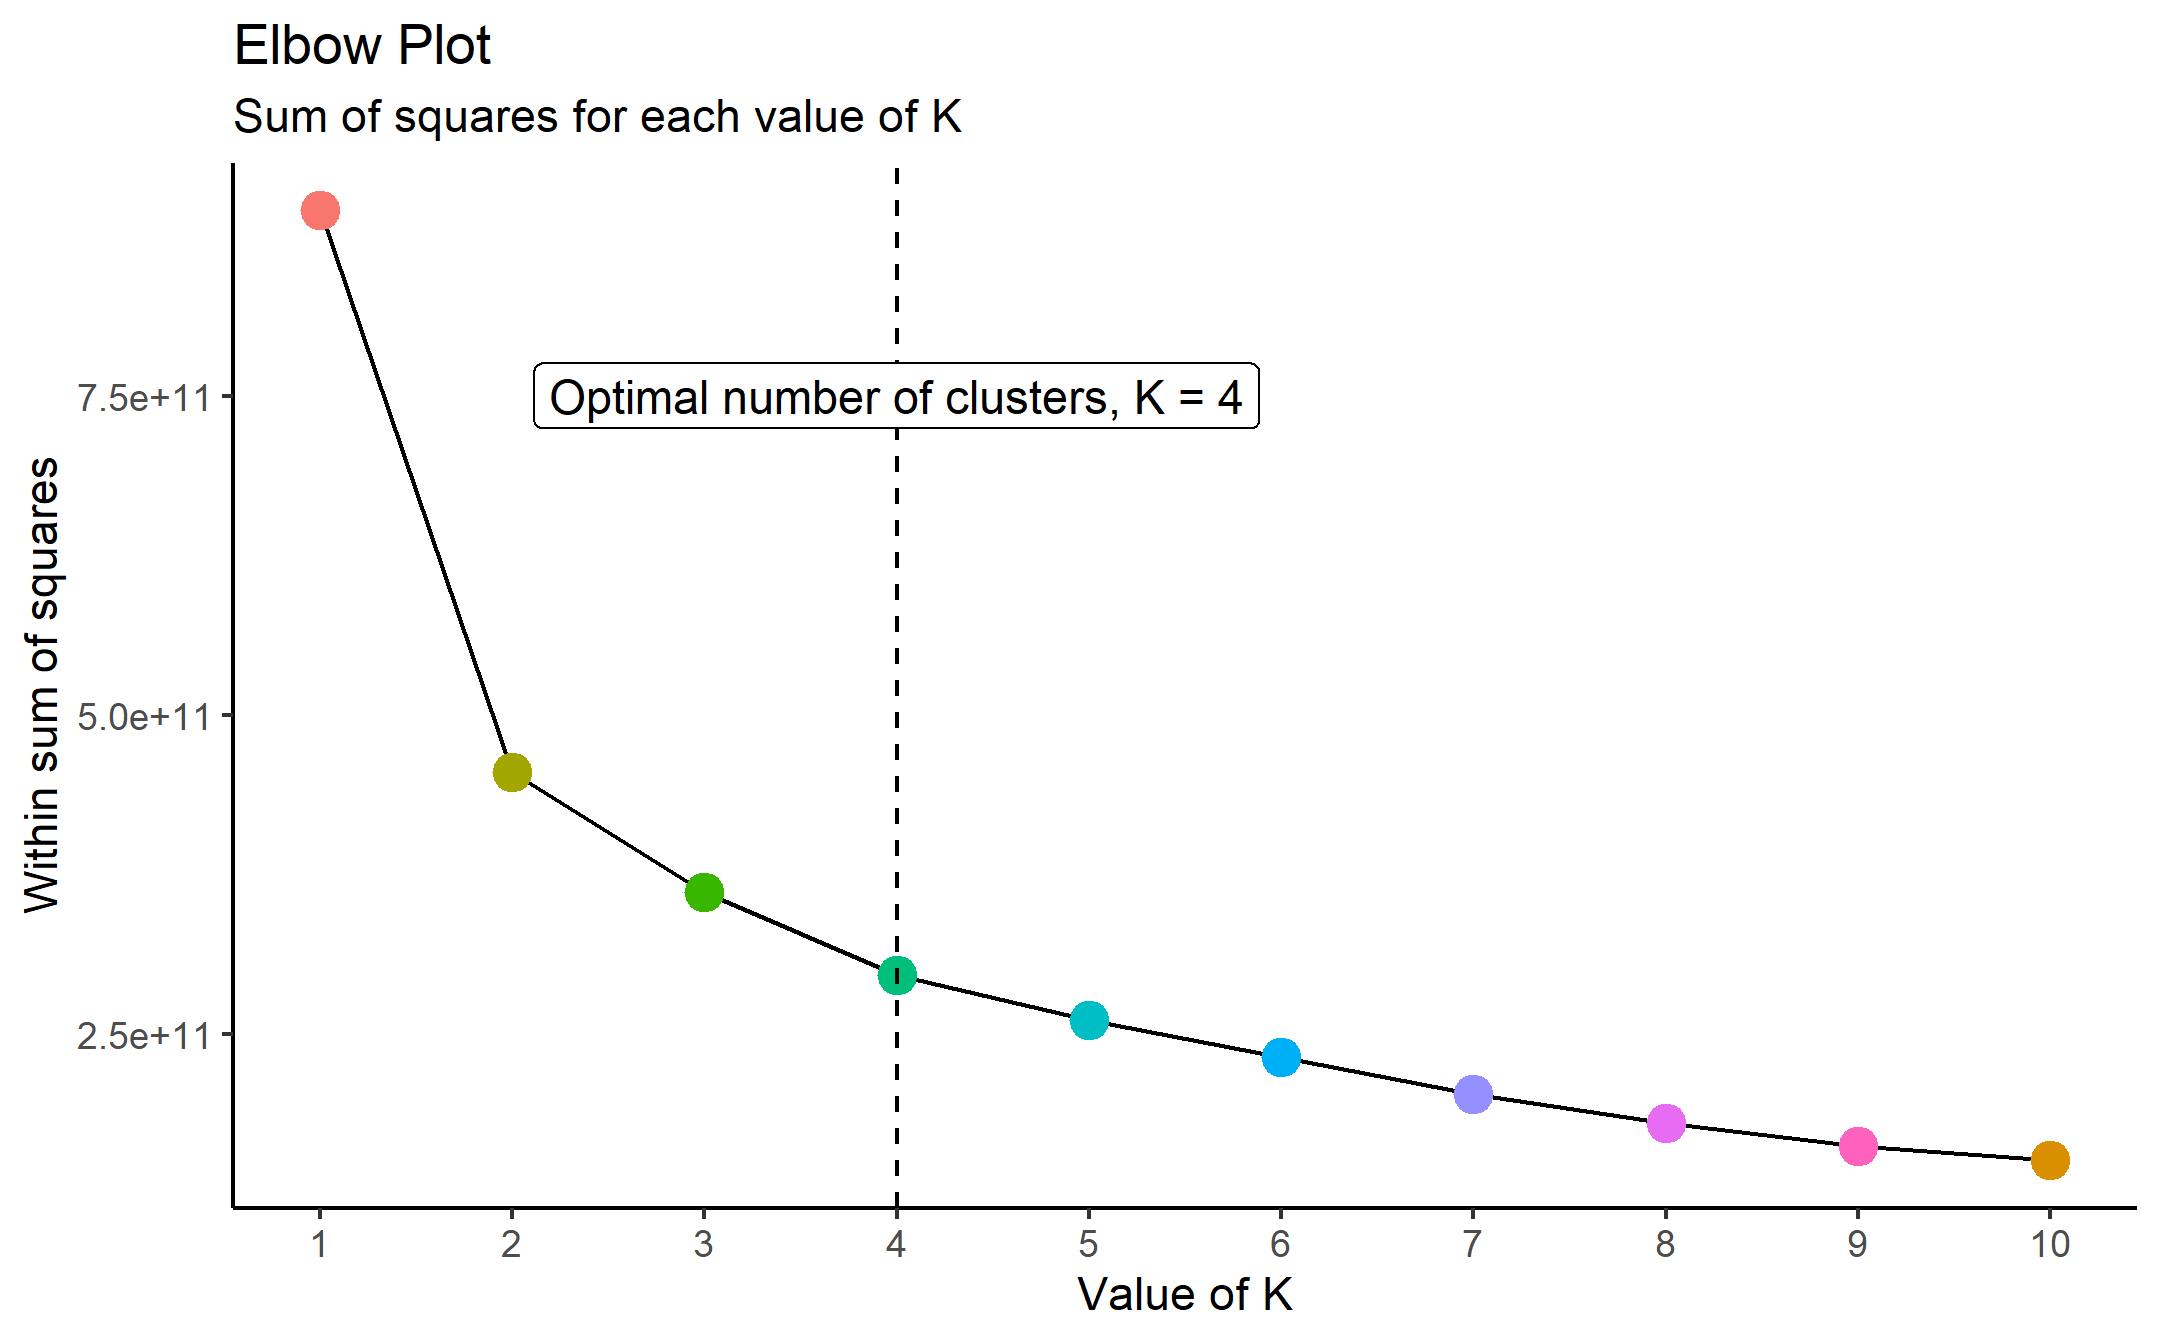 Elbow Plot
Sum of squares for each value of K
Optimal number of clusters, K = 4
Within sum of squares
7.5e+11
5.0e+11
2.5e+11
1 2 3 4 5 6 7 8 9 10
Value of K